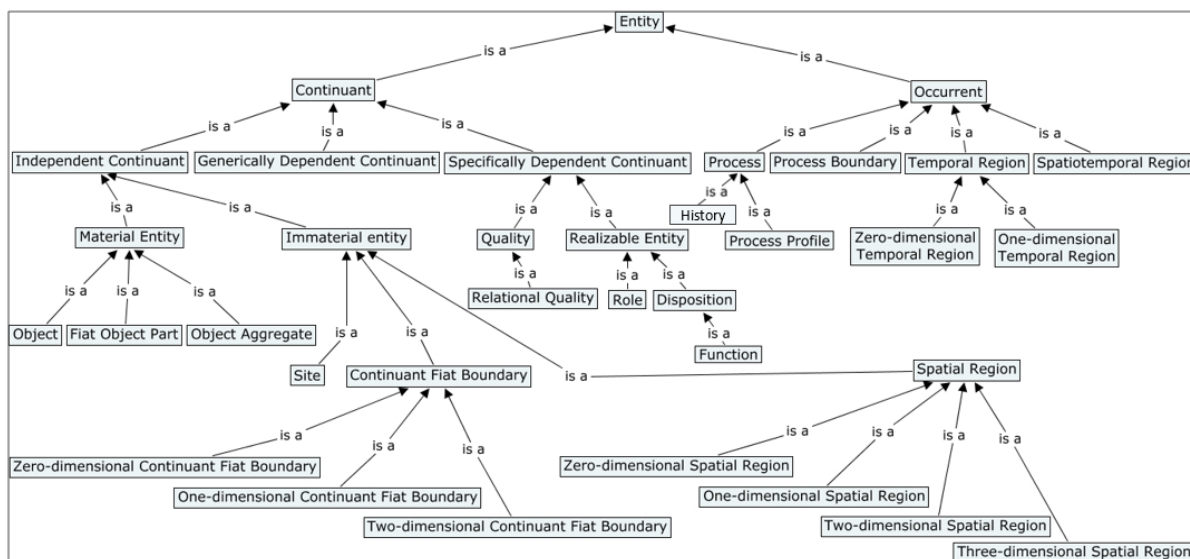 Entity
is a
is a
Continuant
Occurrent
is a
is a
is a
is a
is a
is a
is a
Independent Continuant
Generically Dependent Continuant
Specifically Dependent Continuant
Process
Process Boundary
Temporal Region
Spatiotemporal Region
is a
is a
is a
is a
is a
is a
is a
is a
History
Material Entity
Immaterial entity
Quality
Realizable Entity
Process Profile
Zero-dimensional
Temporal Region
One-dimensional
Temporal Region
is a
is a
is a
is a
is a
is a
Relational Quality
Role
Disposition
Object
Fiat Object Part
Object Aggregate
is a
is a
is a
Function
Site
Continuant Fiat Boundary
is a
Spatial Region
is a
is a
is a
is a
is a
is a
is a
Zero-dimensional Continuant Fiat Boundary
One-dimensional Continuant Fiat Boundary
Two-dimensional Continuant Fiat Boundary
Zero-dimensional Spatial Region
One-dimensional Spatial Region
Two-dimensional Spatial Region
Three-dimensional Spatial Region